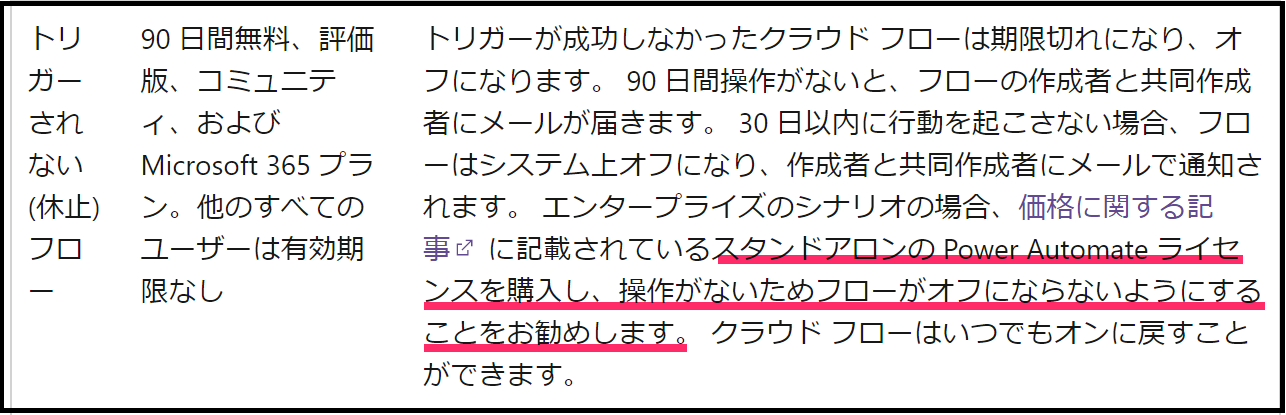 トリ
ガー
され
ない
(休止)
フロ
ー
90 日間無料、評価
版、コミュニテ
ィ、および
Microsoft 365 プラ
ン。他のすべての
ユーザーは有効期
限なし
トリガーが成功しなかったクラウド フローは期限切れになり、オ
フになります。 90 日間操作がないと、フローの作成者と共同作成
者にメールが届きます。 30 日以内に行動を起こさない場合、フロ
ーはシステム上オフになり、作成者と共同作成者にメールで通知さ
れます。 エンタープライズのシナリオの場合、価格に関する記
事 に記載されているスタンドアロンの Power Automate ライセ
ンスを購入し、操作がないためフローがオフにならないようにする
ことをお勧めします。 クラウド フローはいつでもオンに戻すこと
ができます。